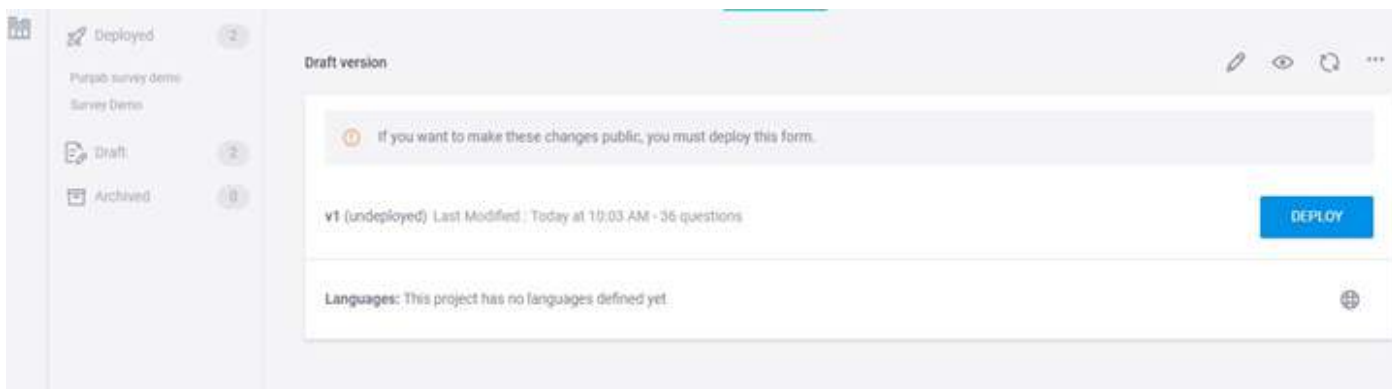 Deployed 2
Punjab survey demo
Survey Demo
Draft 2
Archived 0
Draft version
If you want to make these changes public, you must deploy this form.
v1 (undeployed) Last Modified : Today at 10:03 AM - 36 questions
DEPLOY
Languages: This project has no languages defined yet